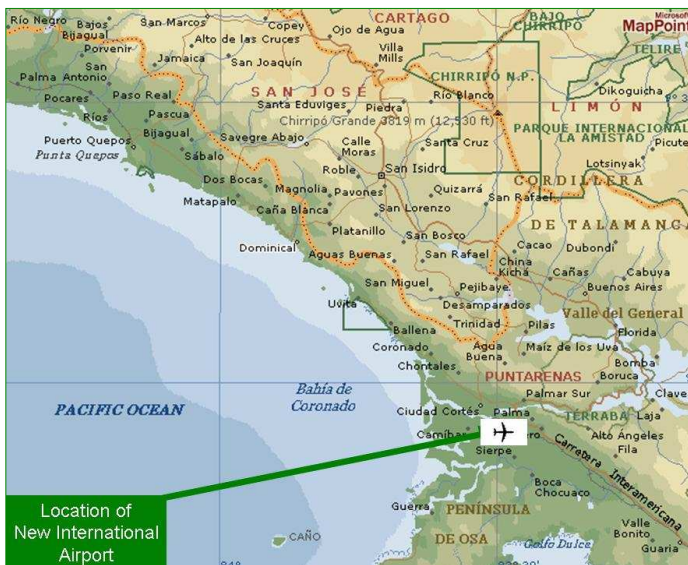 Río Negro
Bajos
Bijagual
San Marcos
Copey
CARTAGO
BAJO
CHIRRIPÓ
Microsoft
MapPoint
Ojo de Agua
Alto de las Cruces
Porvenir
Jamaica
San Joaquín
Villa
Mills
TELIRE
San
Palma Antonio
CHIRRIPÓ N.P.
Dikoguicha
Pocares
Paso Real
SAN JOSÉ
Río Blanco
LIMÓN
Santa Eduviges
Piedra
Ríos
Pascua
Chirripó Grande 3819 m (12,530 ft)
PARQUE INTERNACIONAL
LA AMISTAD
Puerto Quepos
Bijagual
Savegre Abajo
Calle
Moras
Santa Cruz
Punta Quepos
Sábalo
Roble
San Isidro
Lotsinyak
Dos Bocas
Magnolia
Pavones
Quizarrá
CORDILLERA
Matapalo
Caña Blanca
San Lorenzo
San Rafael
DE TALAMANCA
Platanillo
San Bosco
Dominical
Cacao
Dubondi
Aguas Buenas
San Rafael
China
Kichá
Cañas
Cabuya
San Miguel
Pejibaye
Buenos Aires
Uvita
Desamparados
Valle del General
Trinidad
Pilas
Ballena
Florida
Coronado
Agua
Buena
Maíz de los Uva
Chontales
Bomba
PUNTARENAS
Boruca
Bahía de
Coronado
Palmar Sur
Clave
PACIFIC OCEAN
Ciudad Cortés
Palma
TÉRRABA
Laja
Camíbar
Alto Ángeles
Sierpe
Fila
Carretera Interamericana
Boca
Chocuaco
Location of
New International
Airport
Guerra
PENÍNSULA
DE OSA
Valle
Bonito
CAÑO
Golfo Dulce
Guaria